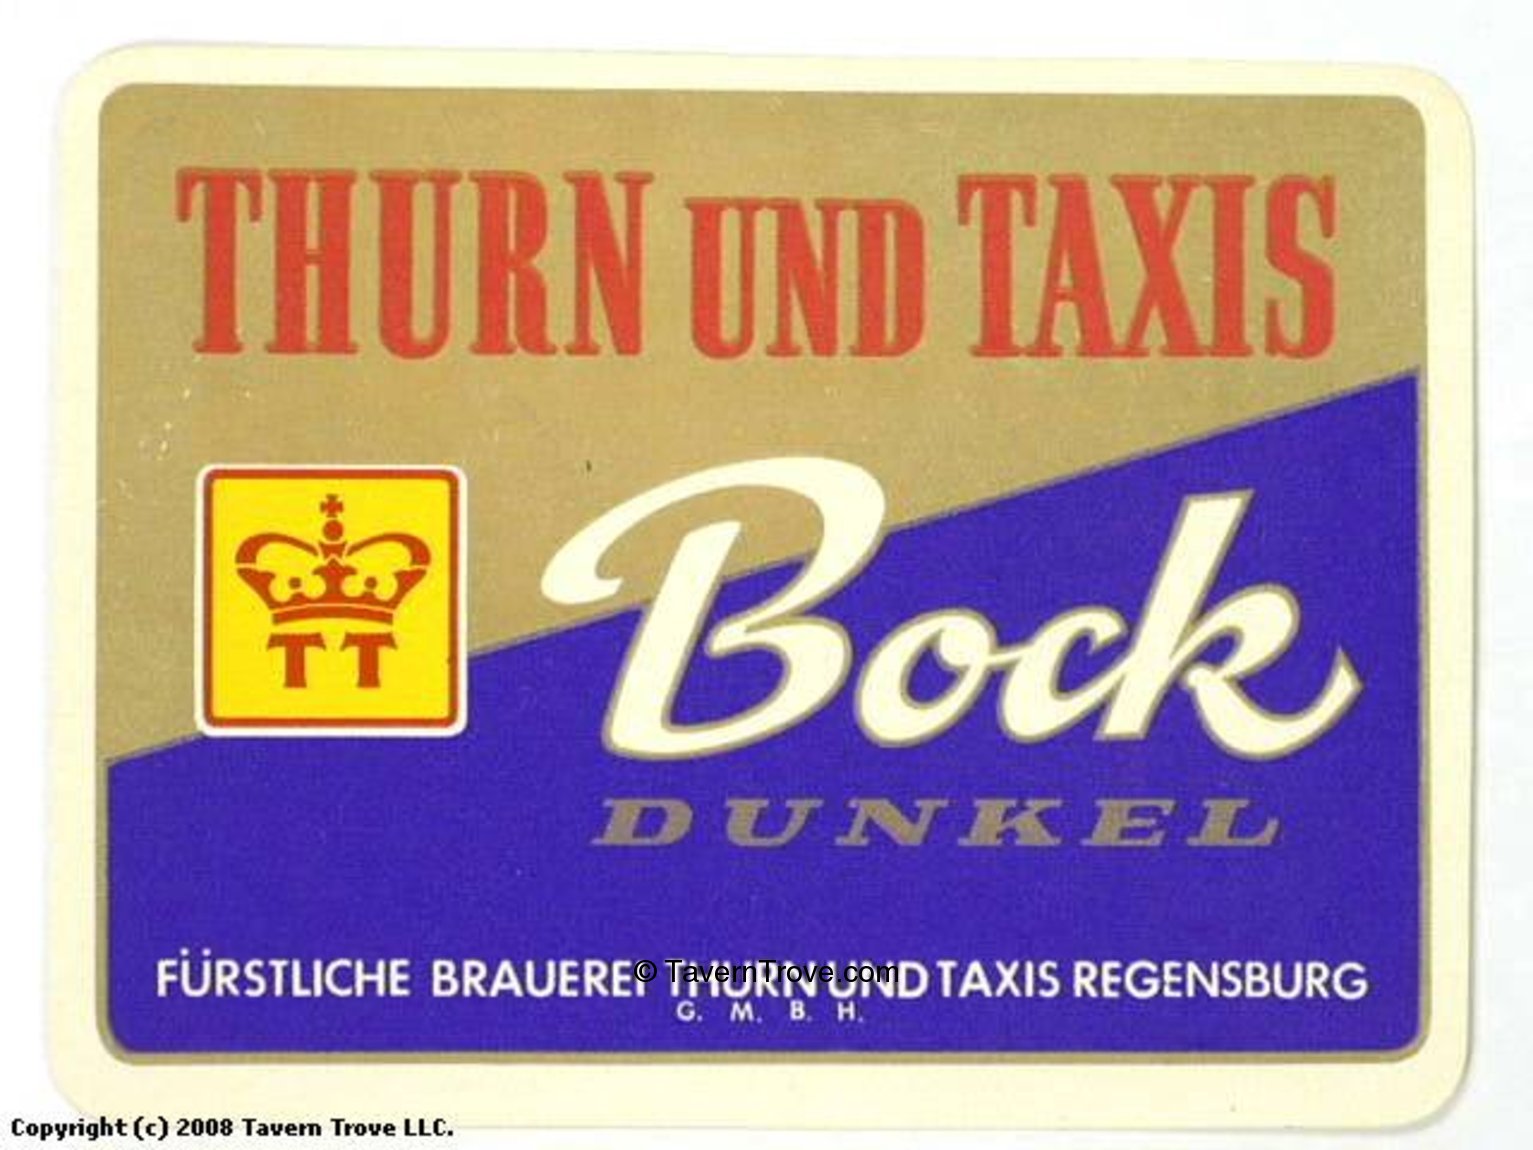 THURN UND TAXIS
TT
Bock
DUNKEL
FÜRSTLICHE BRAUEREI THURN UND TAXIS REGENSBURG
© TavernTrove.com
G. M. B. H.
Copyright (c) 2008 Tavern Trove LLC.